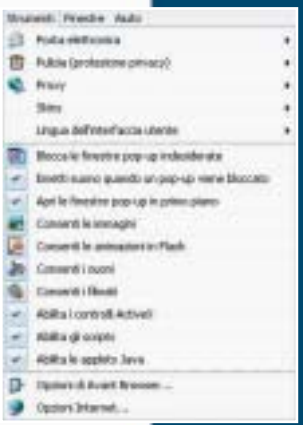 Strumenti Finestre Aiuto
Posta elettronica
Pulizia (protezione privacy)
Proxy
Skins
Lingua dell'interfaccia utente
Blocca le finestre pop-up indesiderate
Emetti suono quando un pop-up viene bloccato
Apri le finestre pop-up in primo piano
Consenti le immagini
Consenti le animazioni in Flash
Consenti i suoni
Consenti i filmati
Abilita i controlli ActiveX
Abilita gli scripts
Abilita le applets Java
Opzioni di Avant Browser ...
Opzioni Internet ...